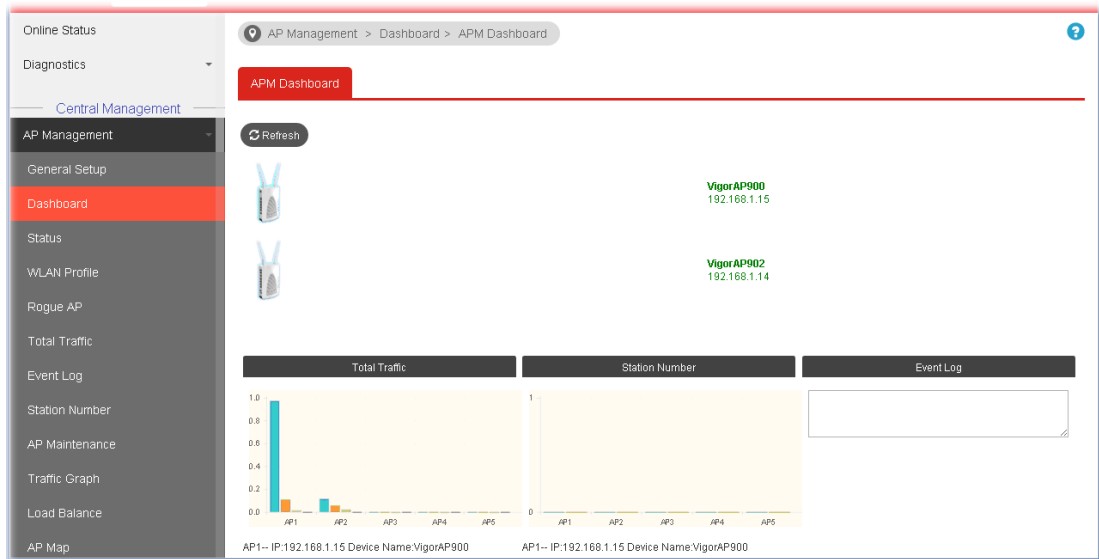 Online Status
Diagnostics
Central Management
AP Management
General Setup
Dashboard
Status
WLAN Profile
Rogue AP
Total Traffic
Event Log
Station Number
AP Maintenance
Traffic Graph
Load Balance
AP Map
AP Management > Dashboard > APM Dashboard
?
APM Dashboard
Refresh
VigorAP900
192.168.1.15
VigorAP902
192.168.1.14
Total Traffic
1.0
0.8
0.6
0.4
0.2
0.0
AP1 AP2 AP3 AP4 AP5
AP1-- IP:192.168.1.15 Device Name:VigorAP900
Station Number
1
0
AP1 AP2 AP3 AP4 AP5
AP1-- IP:192.168.1.15 Device Name:VigorAP900
Event Log